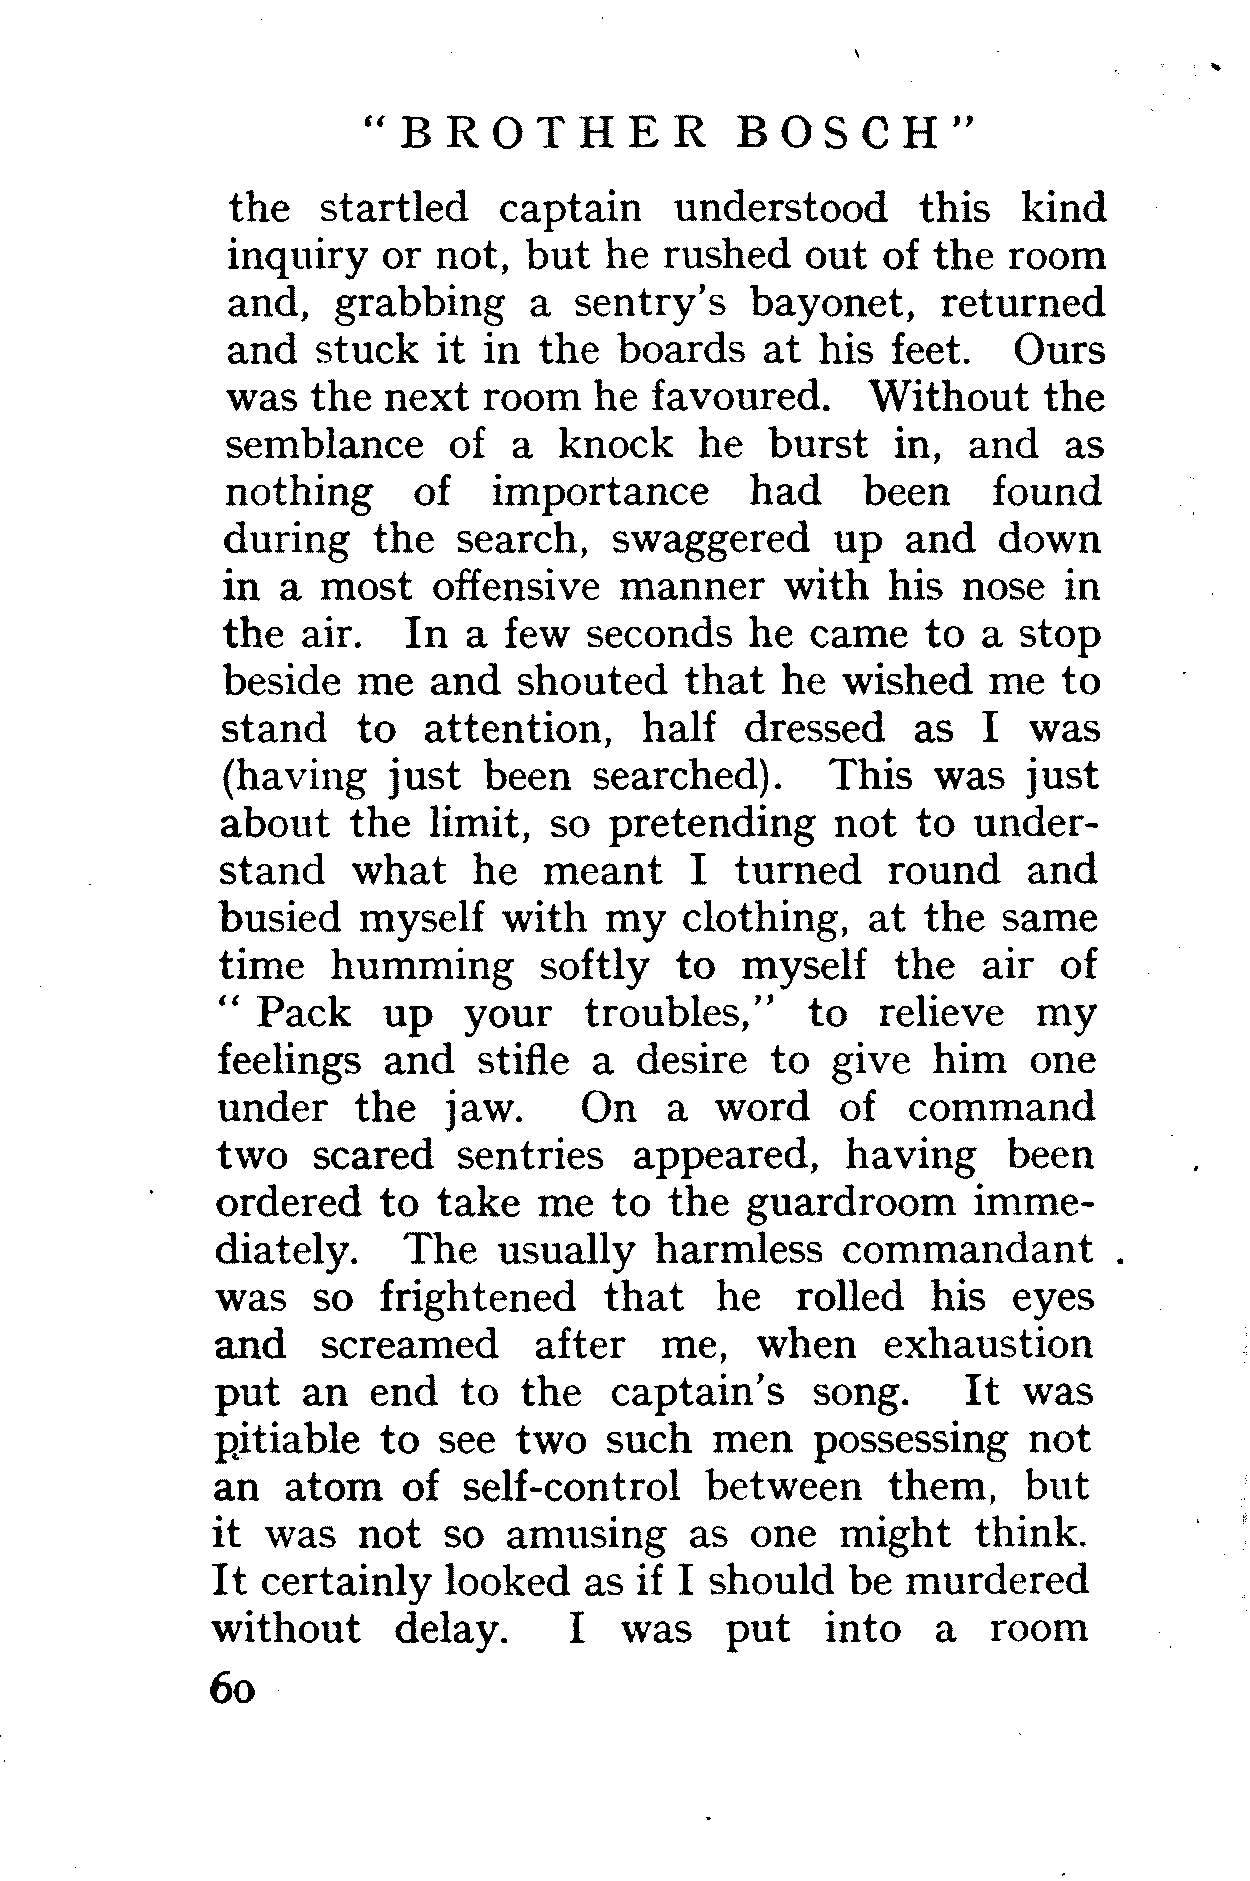 "BROTHER BOSCH"
the startled captain understood this kind
inquiry or not, but he rushed out of the room
and, grabbing a sentry's bayonet, returned
and stuck it in the boards at his feet. Ours
was the next room he favoured. Without the
semblance of a knock he burst in, and as
nothing of importance had been found
during the search, swaggered up and down
in a most offensive manner with his nose in
the air. In a few seconds he came to a stop
beside me and shouted that he wished me to
stand to attention, half dressed as I was
(having just been searched). This was just
about the limit, so pretending not to under-
stand what he meant I turned round and
busied myself with my clothing, at the same
time humming softly to myself the air of
" Pack up your troubles," to relieve my
feelings and stifle a desire to give him one
under the jaw. On a word of command
two scared sentries appeared, having been
ordered to take me to the guardroom imme-
diately. The usually harmless commandant
was so frightened that he rolled his eyes
and screamed after me, when exhaustion
put an end to the captain's song. It was
pitiable to see two such men possessing not
an atom of self-control between them, but
it was not so amusing as one might think.
It certainly looked as if I should be murdered
without delay. I was put into a room
60